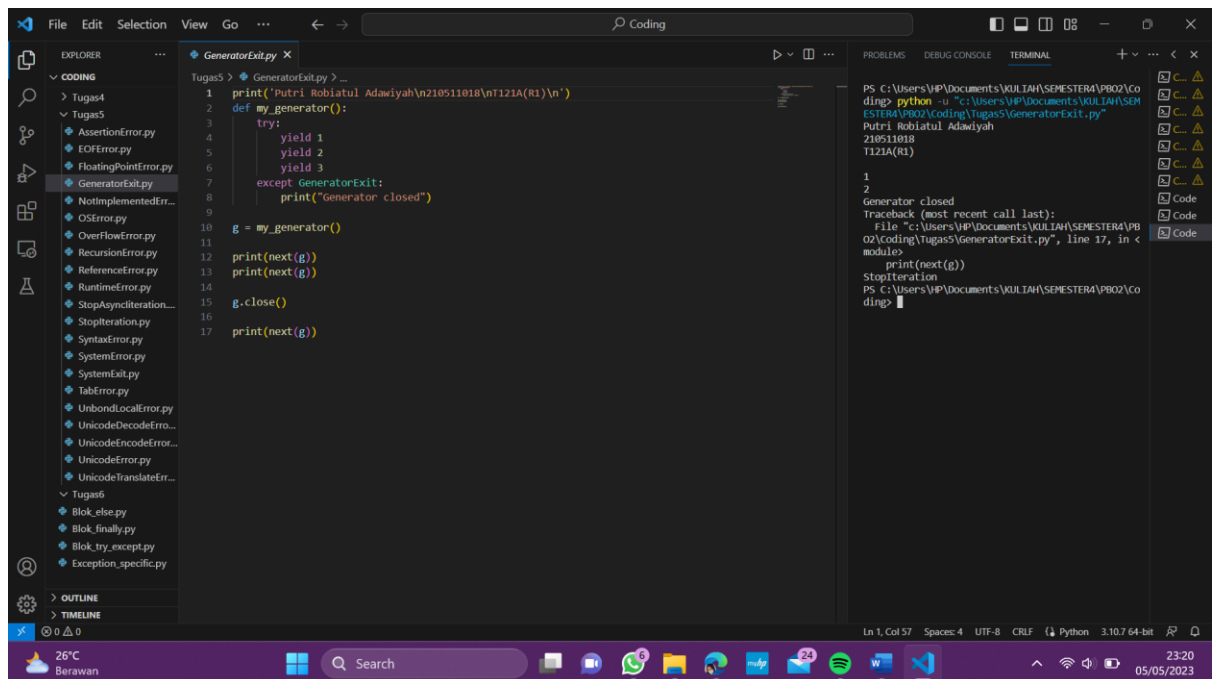 File Edit Selection View Go ··· Coding
EXPLORER ···
CODING
Tugas4
Tugas5
AssertionError.py
EOFError.py
FloatingPointError.py
GeneratorExit.py
NotImplementedErr...
OSError.py
OverFlowError.py
RecursionError.py
ReferenceError.py
RuntimeError.py
StopAsyncIiteration....
StopIteration.py
SyntaxError.py
SystemError.py
SystemExit.py
TabError.py
UnbondLocalError.py
UnicodeDecodeErro...
UnicodeEncodeError...
UnicodeError.py
UnicodeTranslateErr...
Tugas6
Blok_else.py
Blok_finally.py
Blok_try_except.py
Exception_specific.py
OUTLINE
TIMELINE
GeneratorExit.py
Tugas5 > GeneratorExit.py > ...
1 print('Putri Robiatul Adawiyah\n210511018\nT121A(R1)\n')
2 def my_generator():
3 try:
4 yield 1
5 yield 2
6 yield 3
7 except GeneratorExit:
8 print("Generator closed")
9
10 g = my_generator()
11
12 print(next(g))
13 print(next(g))
14
15 g.close()
16
17 print(next(g))
PROBLEMS DEBUG CONSOLE TERMINAL
PS C:\Users\HP\Documents\KULIAH\SEMESTER4\PBO2\Co
ding> python -u "c:\Users\HP\Documents\KULIAH\SEM
ESTER4\PBO2\Coding\Tugas5\GeneratorExit.py"
Putri Robiatul Adawiyah
210511018
T121A(R1)
1
2
Generator closed
Traceback (most recent call last):
File "c:\Users\HP\Documents\KULIAH\SEMESTER4\PB
O2\Coding\Tugas5\GeneratorExit.py", line 17, in <
module>
print(next(g))
StopIteration
PS C:\Users\HP\Documents\KULIAH\SEMESTER4\PBO2\Co
ding>
C...
C...
C...
C...
C...
C...
C...
Code
Code
Code
0 0 Ln 1, Col 57 Spaces: 4 UTF-8 CRLF Python 3.10.7 64-bit
26°C
Berawan
Search
6
myhp
24
23:20
05/05/2023